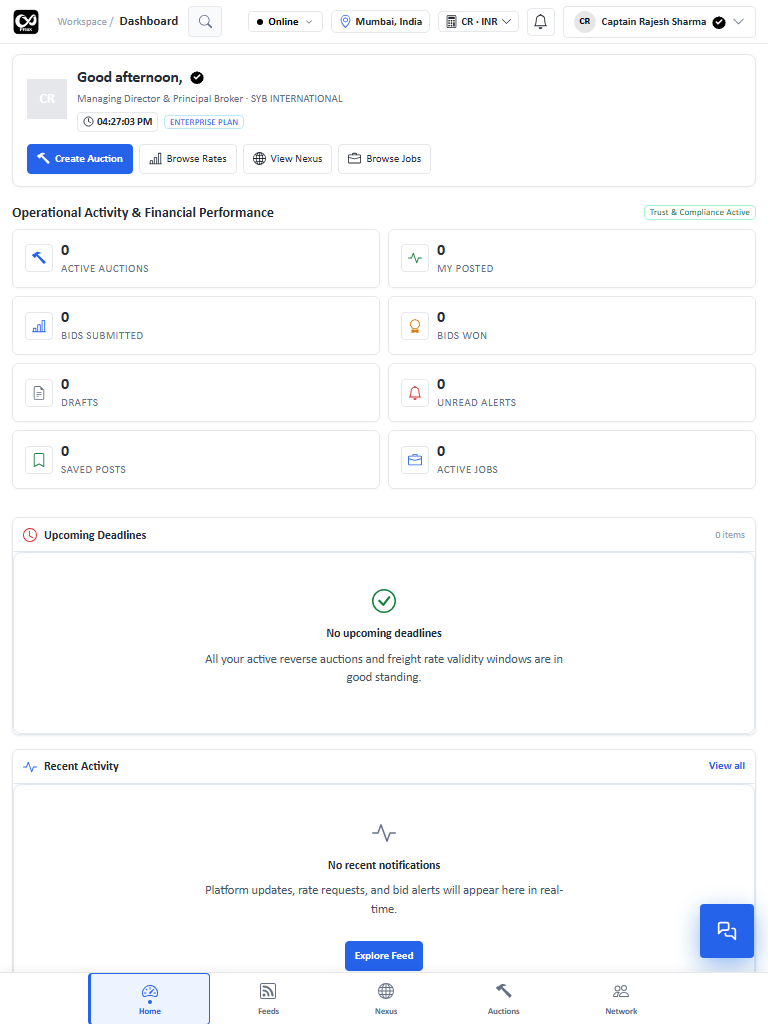 Fnex
Workspace / Dashboard
Online
Mumbai, India
CR · INR
CR Captain Rajesh Sharma
CR
Good afternoon,
Managing Director & Principal Broker · SYB INTERNATIONAL
04:27:03 PM ENTERPRISE PLAN
Create Auction Browse Rates View Nexus Browse Jobs
Operational Activity & Financial Performance Trust & Compliance Active
0
ACTIVE AUCTIONS
0
MY POSTED
0
BIDS SUBMITTED
0
BIDS WON
0
DRAFTS
0
UNREAD ALERTS
0
SAVED POSTS
0
ACTIVE JOBS
Upcoming Deadlines 0 items
No upcoming deadlines
All your active reverse auctions and freight rate validity windows are in
good standing.
Recent Activity View all
No recent notifications
Platform updates, rate requests, and bid alerts will appear here in real-
time.
Explore Feed
Home Feeds Nexus Auctions Network